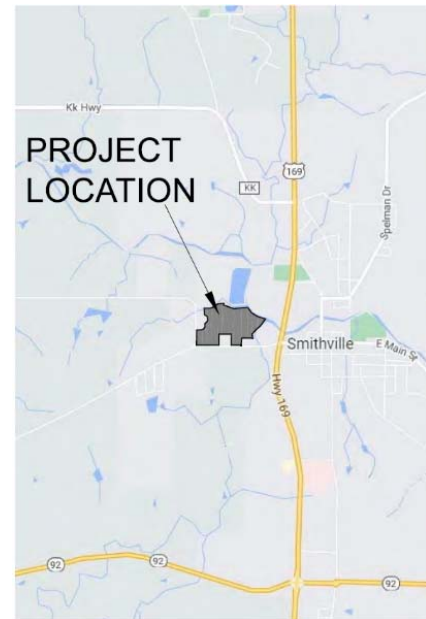 Kk Hwy
PROJECT
LOCATION
169
KK
Spelman Dr
Smithville
E Main St
Hwy 169
92
92
92